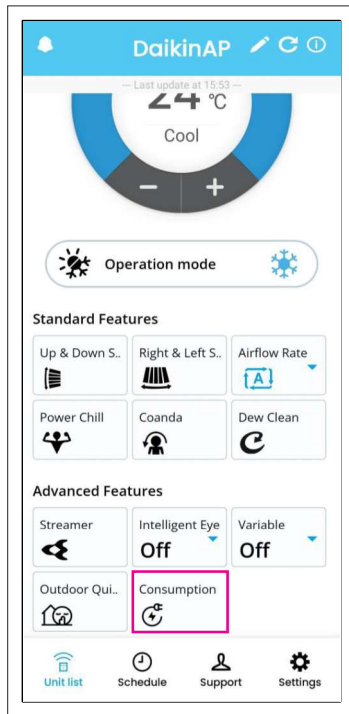 DaikinAP
— Last update at 15:53 —
24 °C
Cool
− +
Operation mode
Standard Features
Up & Down S.. Right & Left S.. Airflow Rate
A
Power Chill Coanda Dew Clean
Advanced Features
Streamer Intelligent Eye Variable
Off Off
Outdoor Qui.. Consumption
Unit list Schedule Support Settings